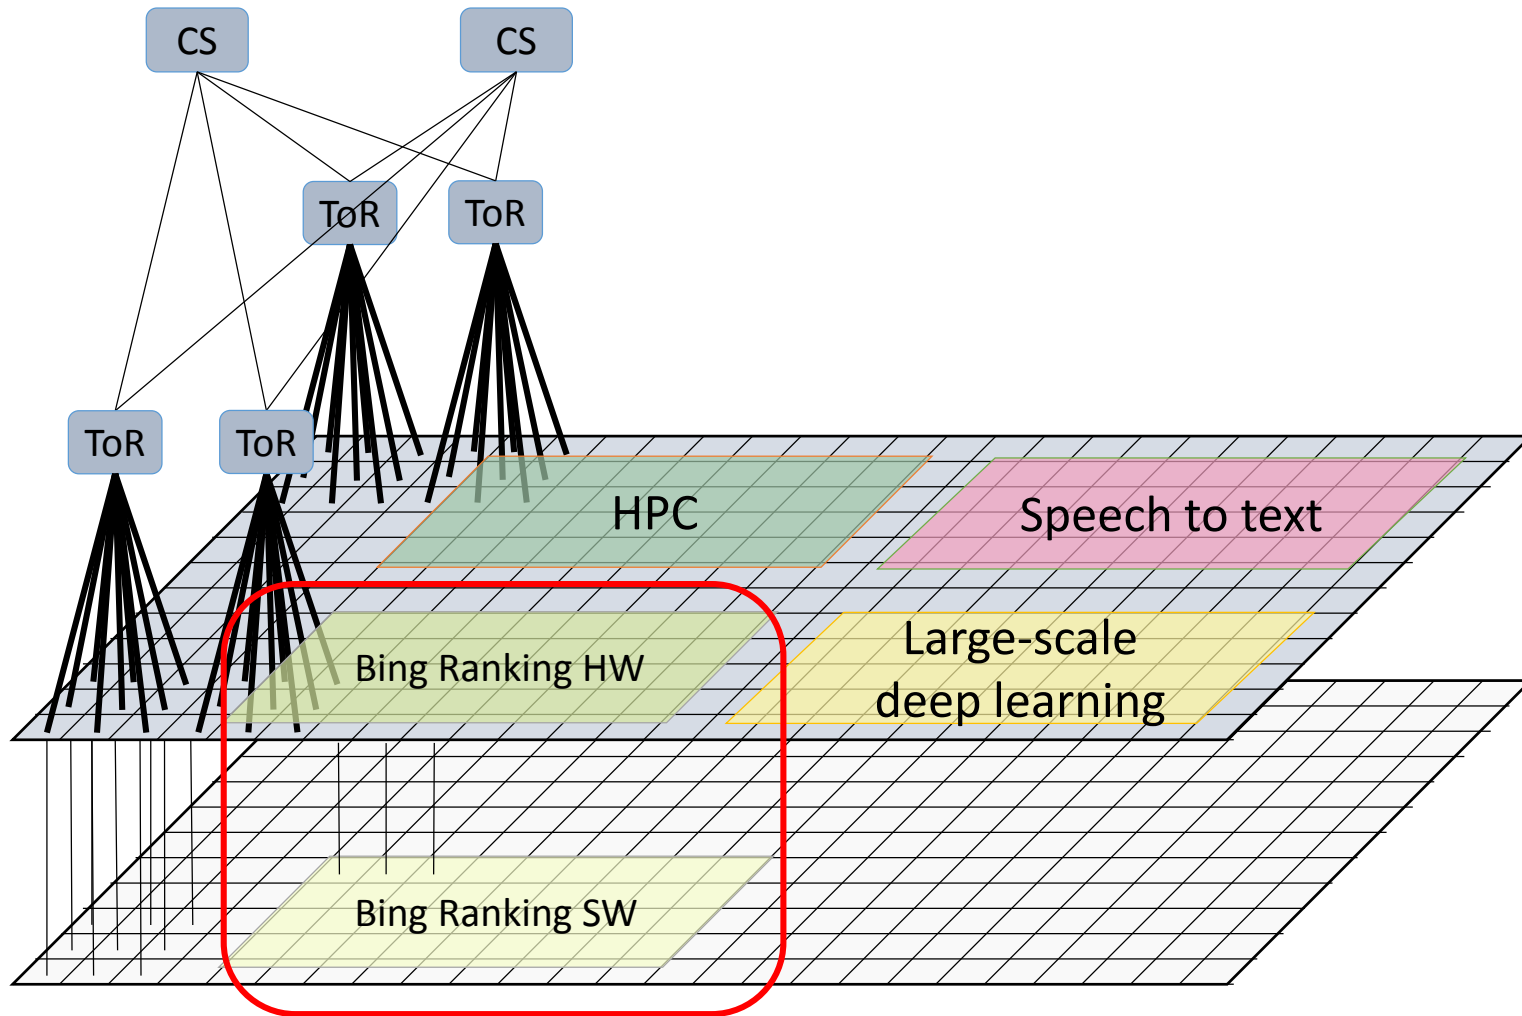 CS
CS
ToR
ToR
ToR
ToR
HPC
Speech to text
Bing Ranking HW
Large-scale
deep learning
Bing Ranking SW